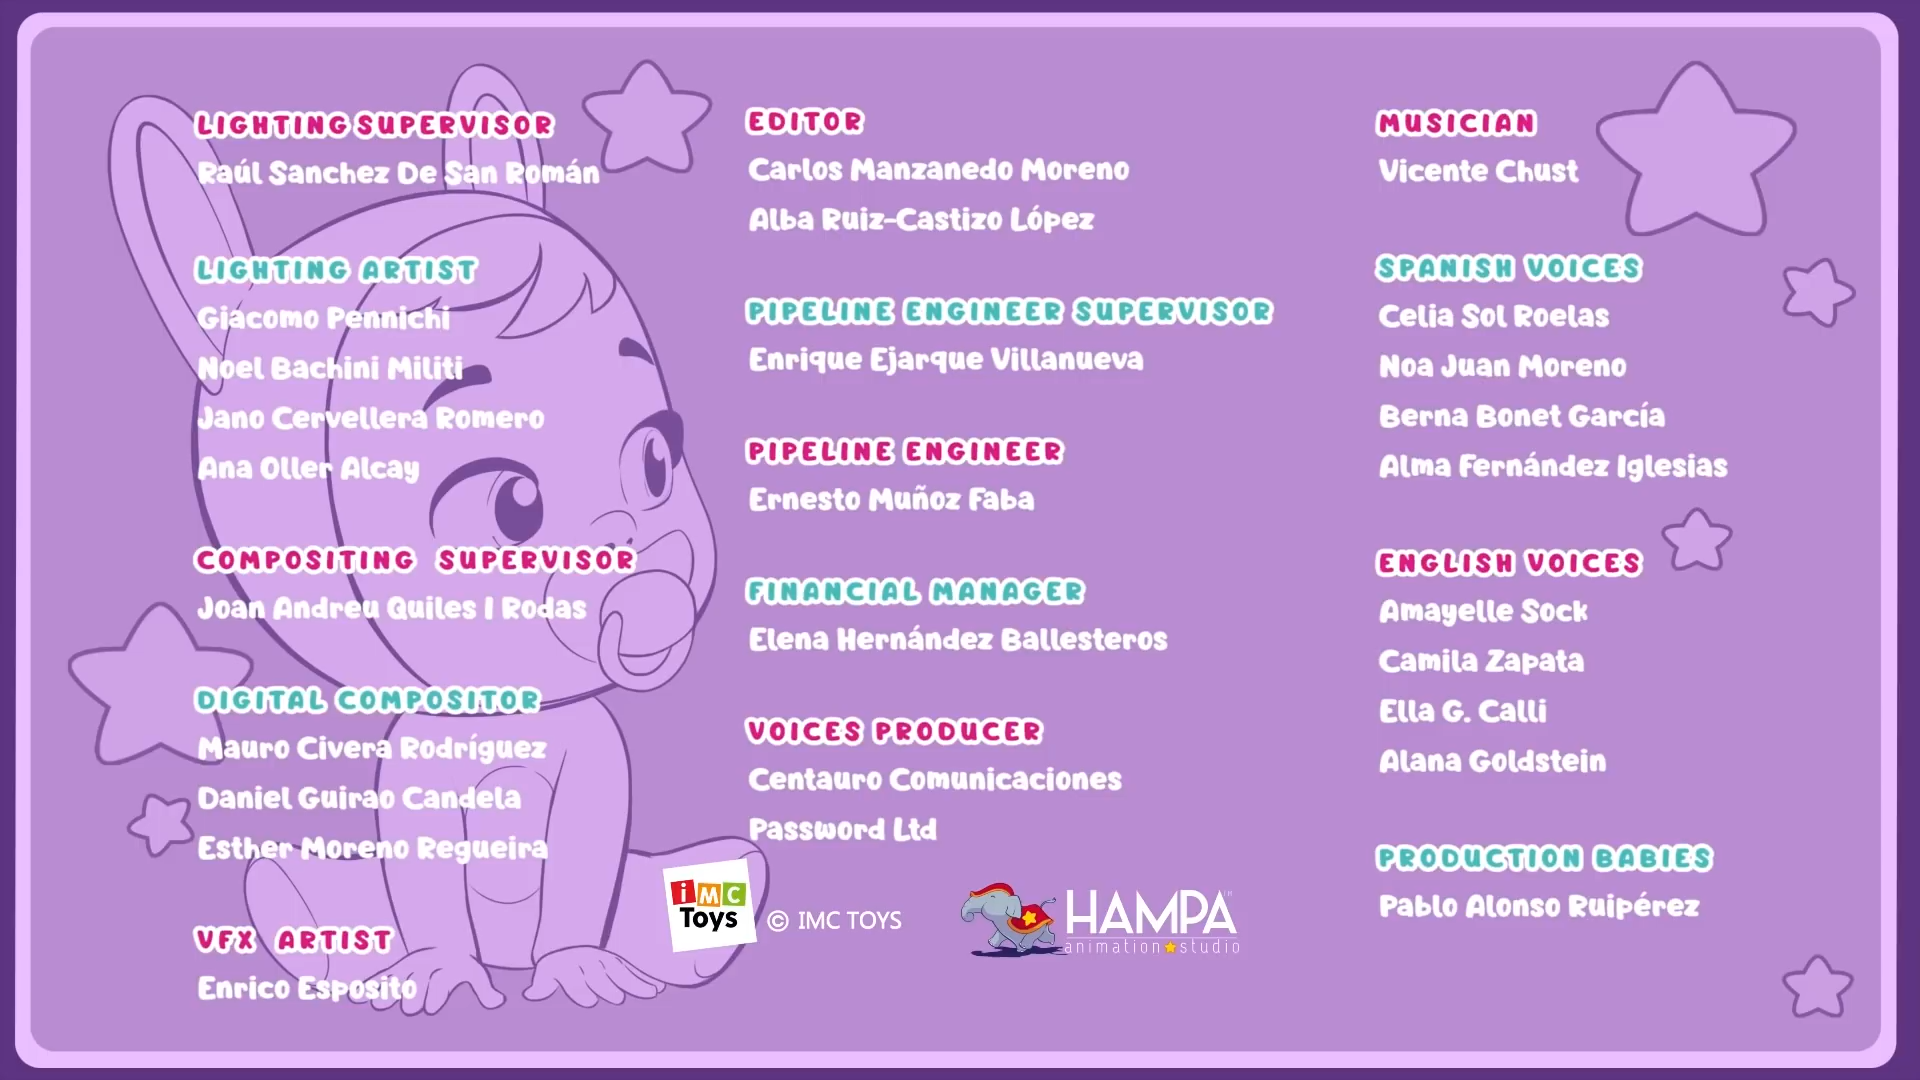 LIGHTING SUPERVISOR
Raúl Sanchez De San Román
LIGHTING ARTIST
Giacomo Pennichi
Noel Bachini Militi
Jano Cervellera Romero
Ana Oller Alcay
COMPOSITING SUPERVISOR
Joan Andreu Quiles I Rodas
DIGITAL COMPOSITOR
Mauro Civera Rodríguez
Daniel Guirao Candela
Esther Moreno Regueira
VFX ARTIST
Enrico Esposito
EDITOR
Carlos Manzanedo Moreno
Alba Ruiz-Castizo López
PIPELINE ENGINEER SUPERVISOR
Enrique Ejarque Villanueva
PIPELINE ENGINEER
Ernesto Muñoz Faba
FINANCIAL MANAGER
Elena Hernández Ballesteros
VOICES PRODUCER
Centauro Comunicaciones
Password Ltd
iMC
Toys
© IMC TOYS
HAMPA
animation studio
MUSICIAN
Vicente Chust
SPANISH VOICES
Celia Sol Roelas
Noa Juan Moreno
Berna Bonet García
Alma Fernández Iglesias
ENGLISH VOICES
Amayelle Sock
Camila Zapata
Ella G. Calli
Alana Goldstein
PRODUCTION BABIES
Pablo Alonso Ruipérez